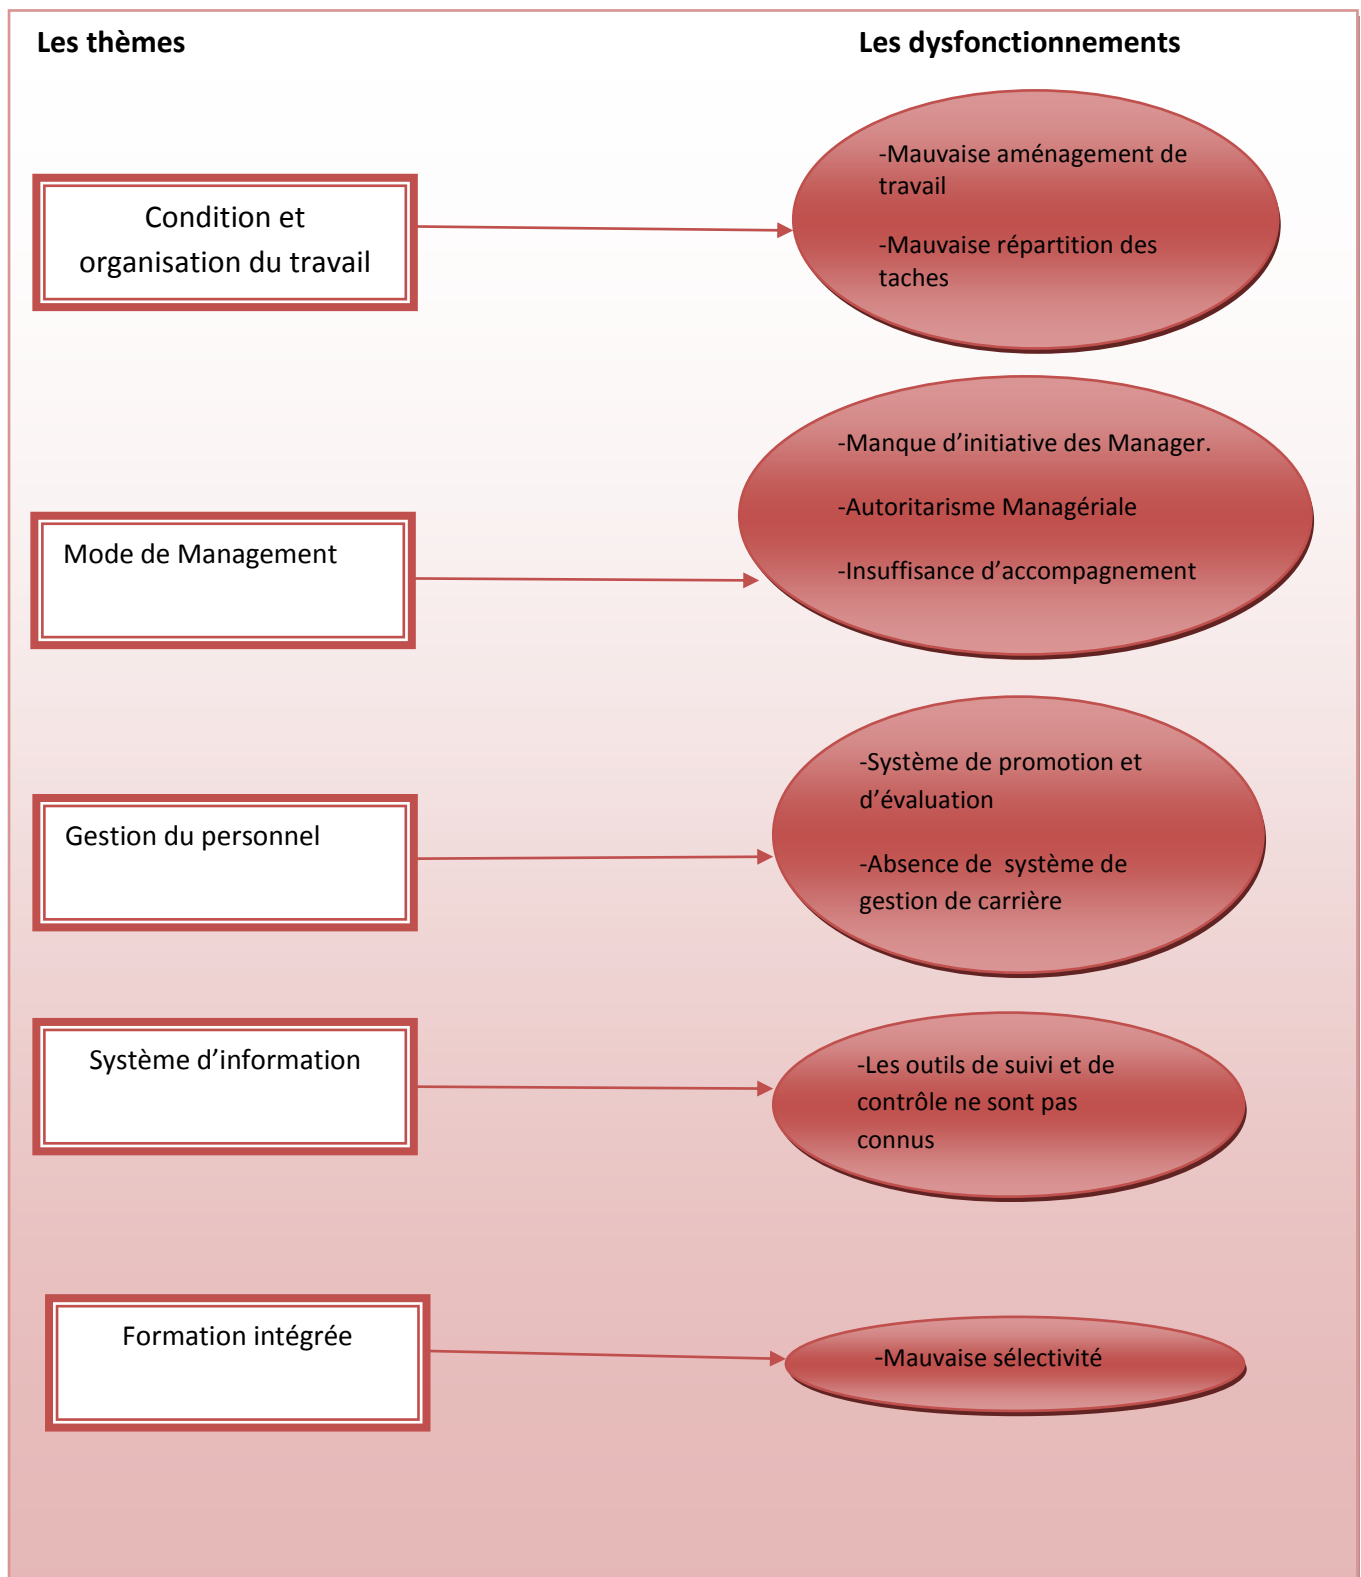 Les thèmes
Les dysfonctionnements
Condition et
organisation du travail
-Mauvaise aménagement de
travail
-Mauvaise répartition des
taches
Mode de Management
-Manque d’initiative des Manager.
-Autoritarisme Managériale
-Insuffisance d’accompagnement
Gestion du personnel
-Système de promotion et
d’évaluation
-Absence de  système de
gestion de carrière
Système d’information
-Les outils de suivi et de
contrôle ne sont pas
connus
Formation intégrée
-Mauvaise sélectivité